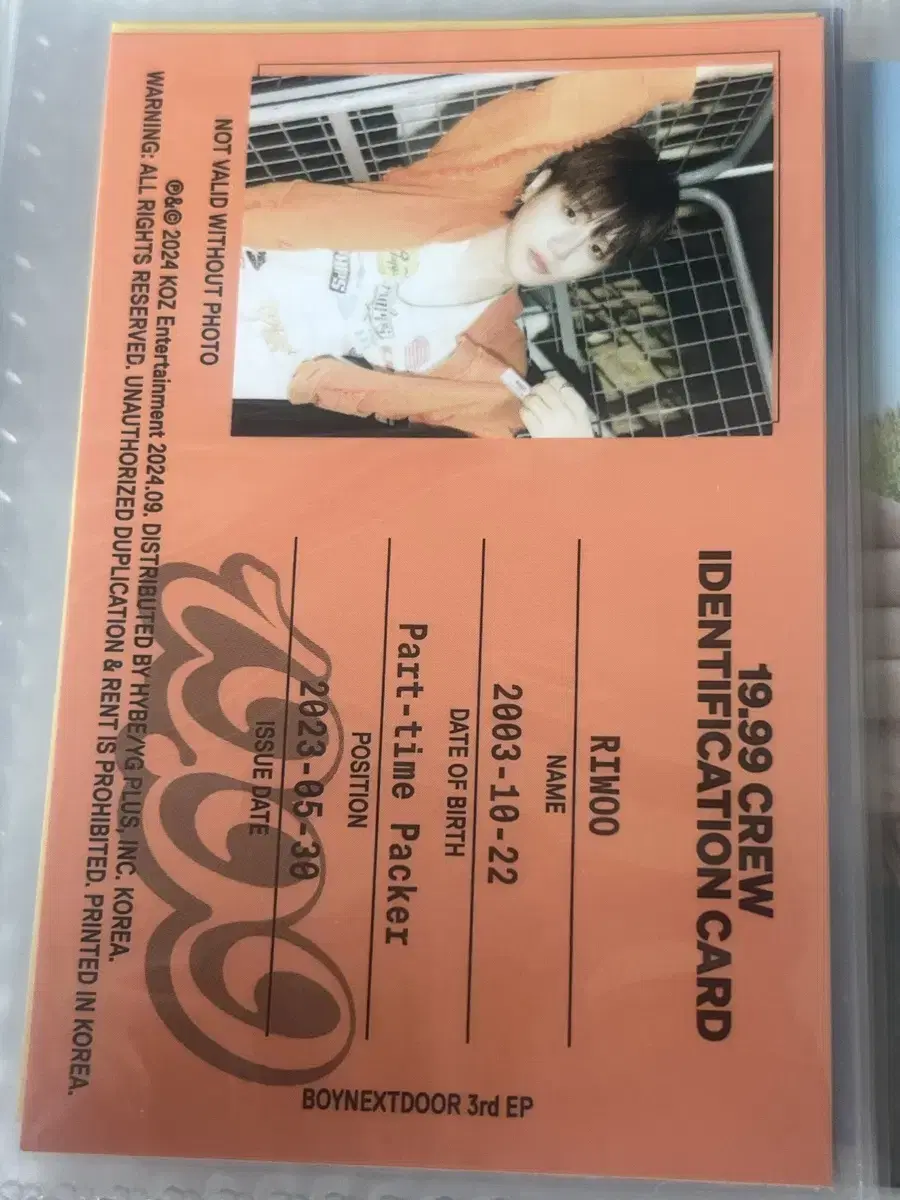 19.99 CREW
IDENTIFICATION CARD
RIWOO
NAME
2003-10-22
DATE OF BIRTH
Part-time Packer
POSITION
2023-05-30
ISSUE DATE
BOYNEXTDOOR 3rd EP
NOT VALID WITHOUT PHOTO
℗&© 2024 KOZ Entertainment 2024.09. DISTRIBUTED BY HYBE/YG PLUS, INC. KOREA.
WARNING: ALL RIGHTS RESERVED. UNAUTHORIZED DUPLICATION & RENT IS PROHIBITED. PRINTED IN KOREA.